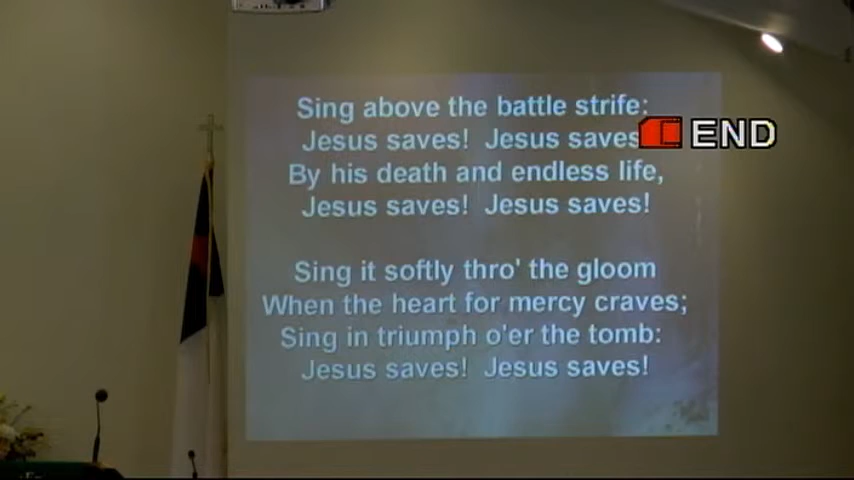 Sing above the battle strife:
Jesus saves! Jesus saves
END
By his death and endless life,
Jesus saves! Jesus saves!
Sing it softly thro' the gloom
When the heart for mercy craves;
Sing in triumph o'er the tomb:
Jesus saves! Jesus saves!